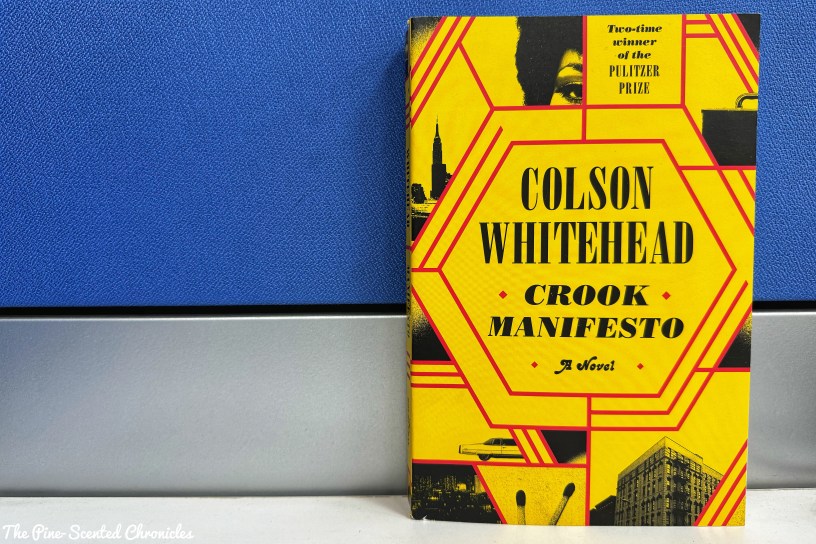 Two-time
winner
of the
PULITZER
PRIZE
COLSON
WHITEHEAD
CROOK
MANIFESTO
A Novel
The Pine-Scented Chronicles